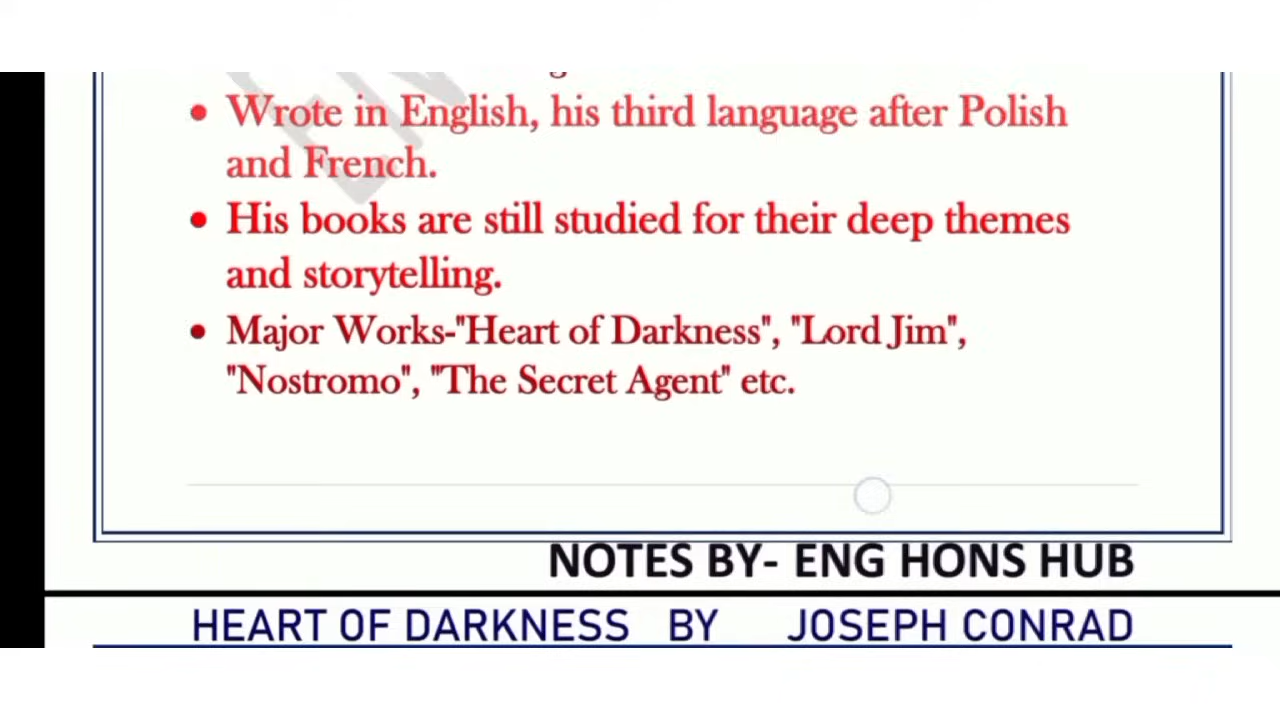 • Wrote in English, his third language after Polish
and French.
• His books are still studied for their deep themes
and storytelling.
• Major Works-"Heart of Darkness", "Lord Jim",
"Nostromo", "The Secret Agent" etc.
NOTES BY- ENG HONS HUB
HEART OF DARKNESS BY JOSEPH CONRAD